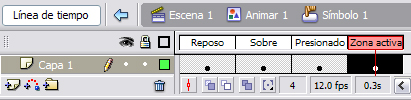 Línea de tiempo Escena 1 Animar 1 Símbolo 1
Reposo Sobre Presionado Zona activa
Capa 1
4 12.0 fps 0.3s